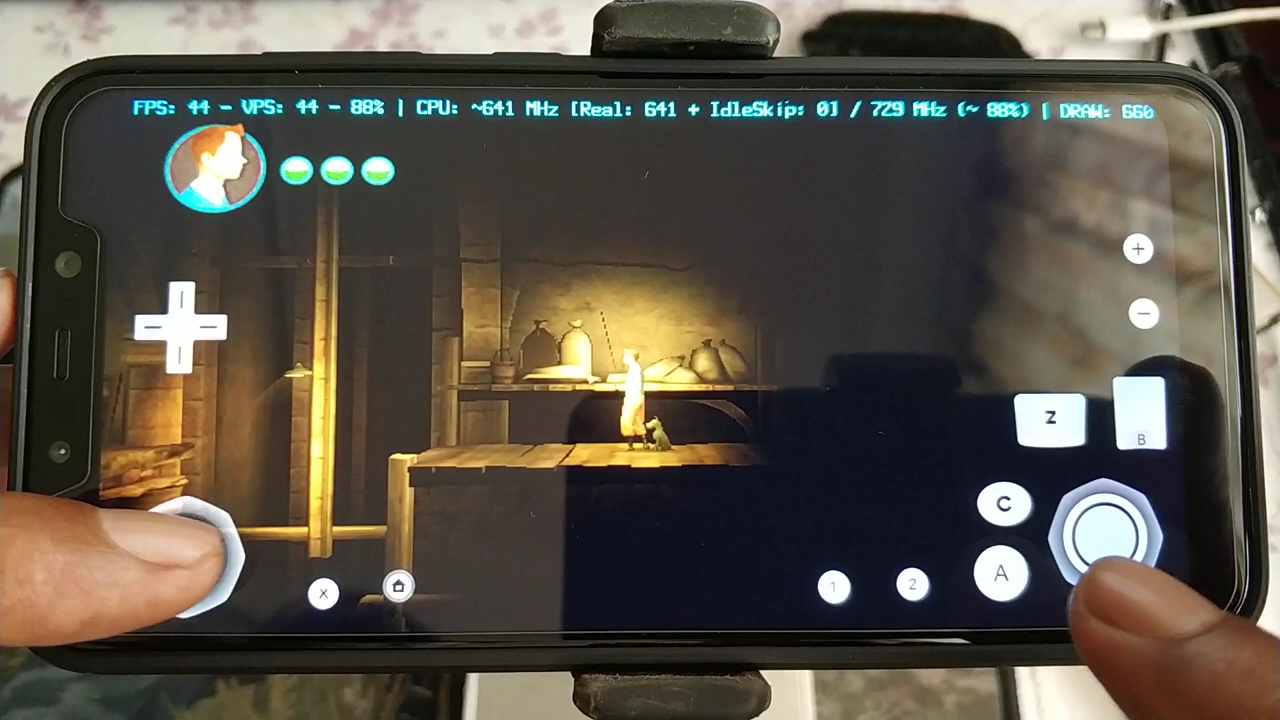 FPS: 44 - VPS: 44 - 88% | CPU: ~641 MHz [Real: 641 + IdleSkip: 0] / 729 MHz (~ 88%) | DRAW: 660
+
−
Z
B
C
A
X
1
2